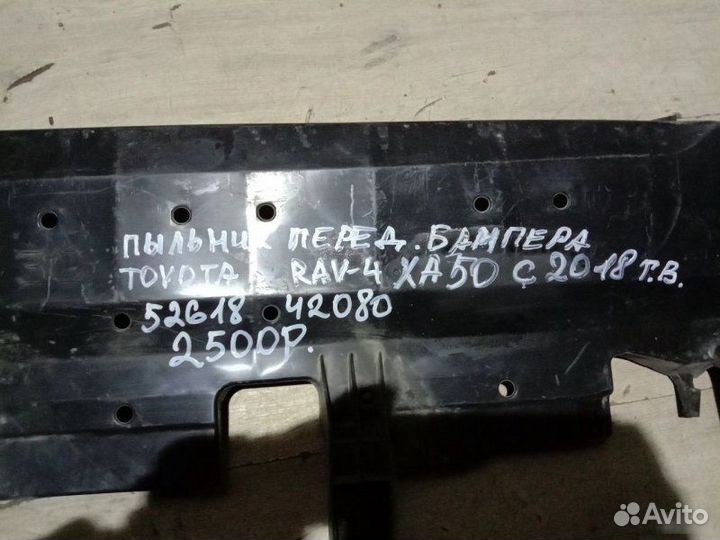 ПЫЛЬНИК ПЕРЕД. БАМПЕРА
TOYOTA RAV-4 XA50 С 2018 Т.В.
52618 42080
2500Р.
Avito